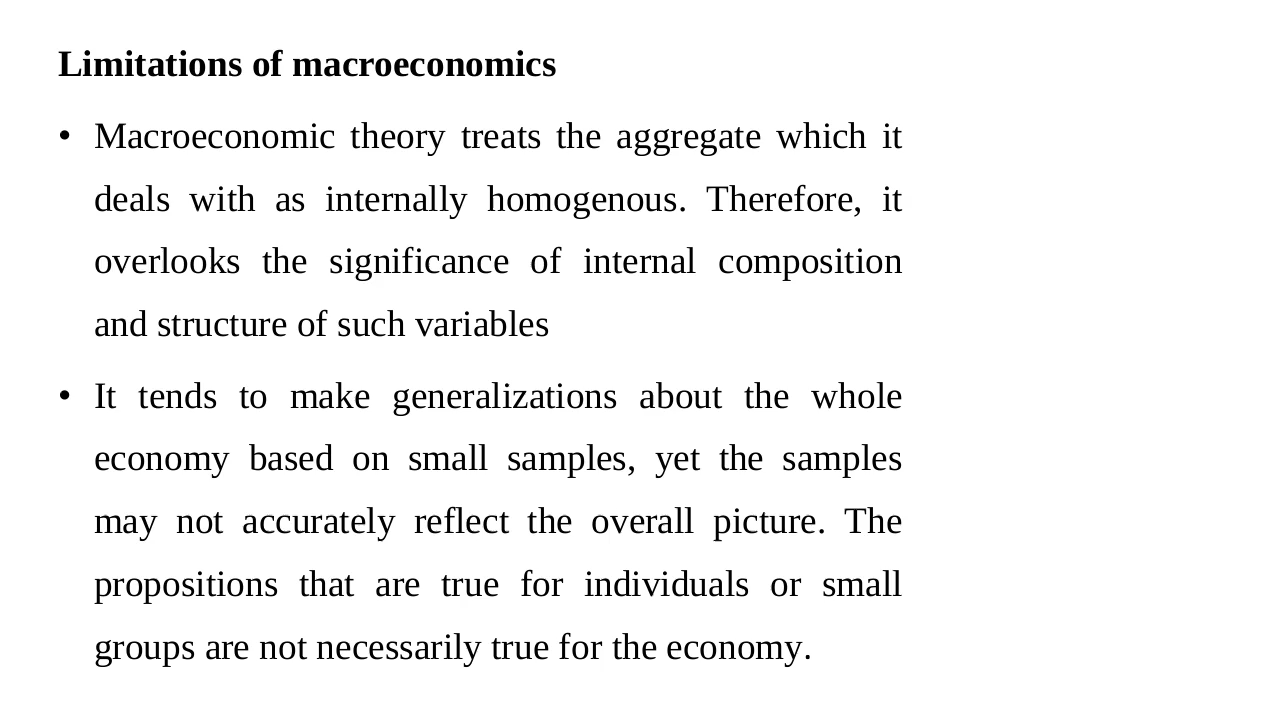 Limitations of macroeconomics
• Macroeconomic theory treats the aggregate which it
deals with as internally homogenous. Therefore, it
overlooks the significance of internal composition
and structure of such variables
• It tends to make generalizations about the whole
economy based on small samples, yet the samples
may not accurately reflect the overall picture. The
propositions that are true for individuals or small
groups are not necessarily true for the economy.